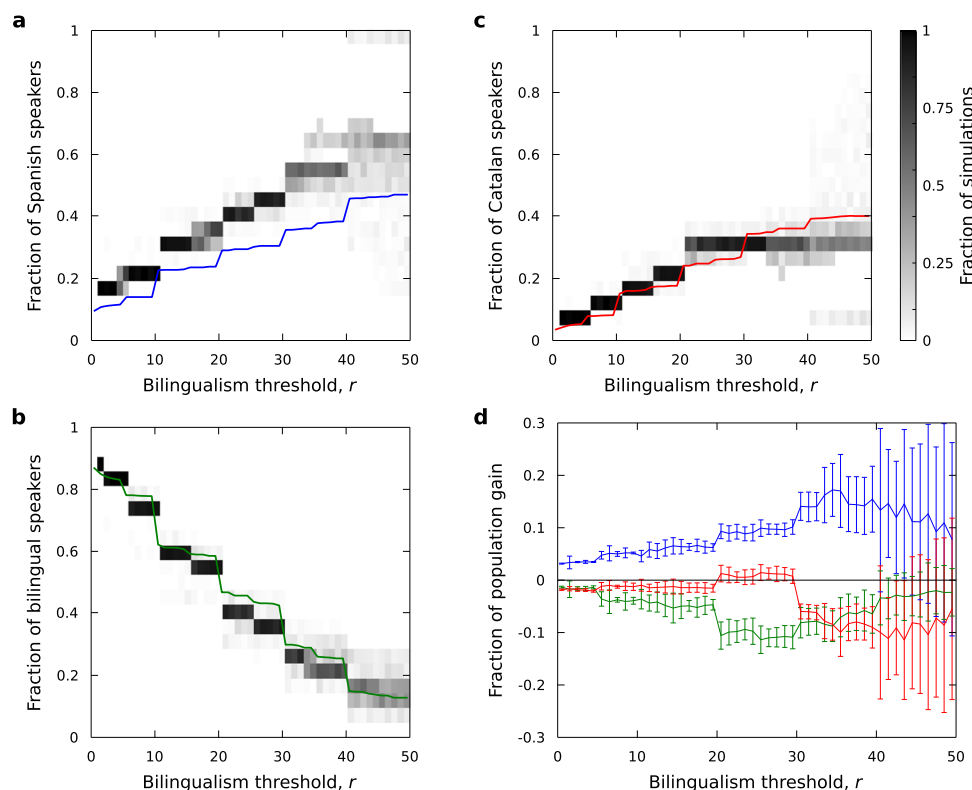 a
Fraction of Spanish speakers
1
0.8
0.6
0.4
0.2
0
0 10 20 30 40 50
Bilingualism threshold, r
c
Fraction of Catalan speakers
1
0.8
0.6
0.4
0.2
0
0 10 20 30 40 50
Bilingualism threshold, r
1
0.75
0.5
0.25
0
Fraction of simulations
b
Fraction of bilingual speakers
1
0.8
0.6
0.4
0.2
0
0 10 20 30 40 50
Bilingualism threshold, r
d
Fraction of population gain
0.3
0.2
0.1
0
-0.1
-0.2
-0.3
0 10 20 30 40 50
Bilingualism threshold, r